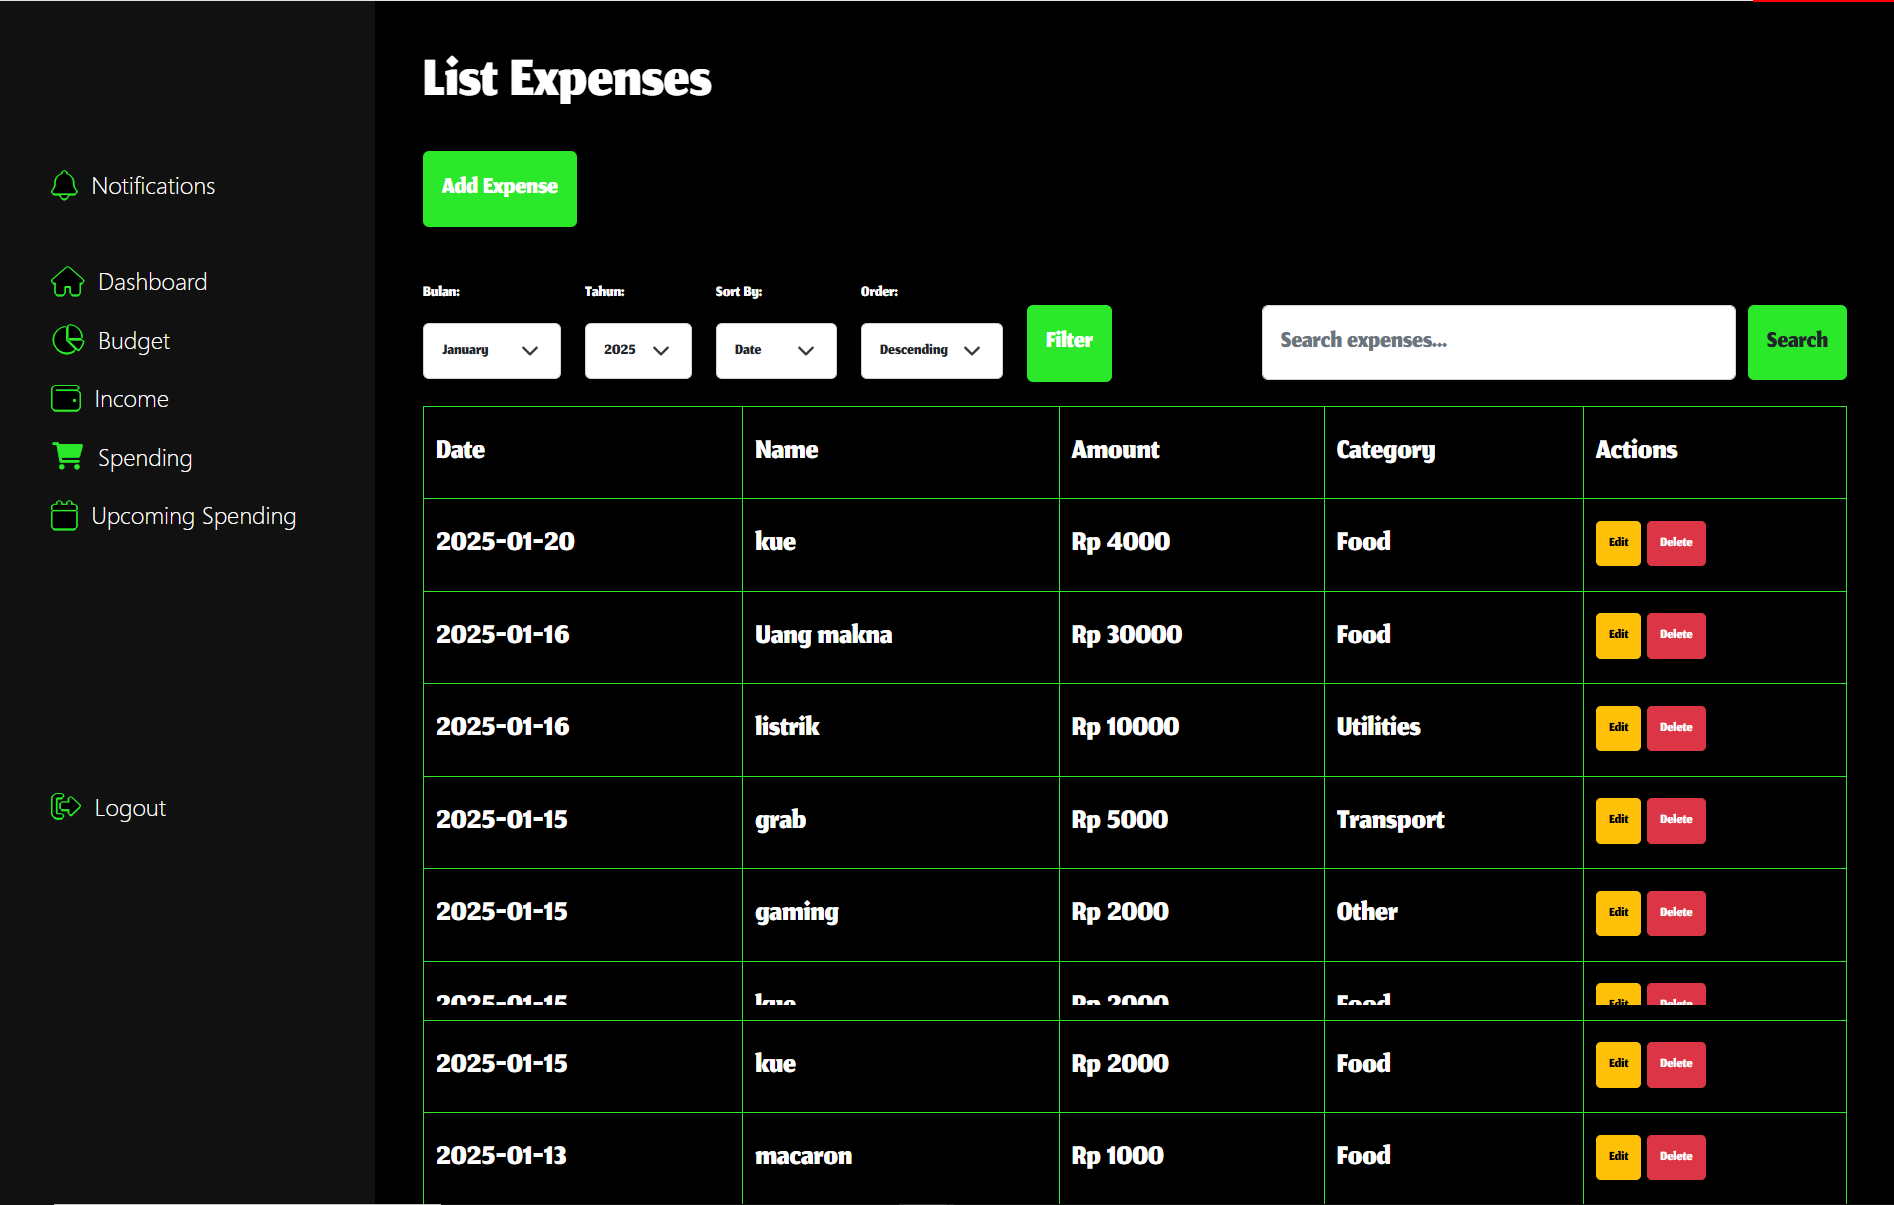 List Expenses
Add Expense
Notifications
Dashboard
Budget
Income
Spending
Upcoming Spending
Logout
Bulan: Tahun: Sort By: Order:
January 2025 Date Descending Filter Search expenses... Search
Date Name Amount Category Actions
2025-01-20 kue Rp 4000 Food Edit Delete
2025-01-16 Uang makna Rp 30000 Food Edit Delete
2025-01-16 listrik Rp 10000 Utilities Edit Delete
2025-01-15 grab Rp 5000 Transport Edit Delete
2025-01-15 gaming Rp 2000 Other Edit Delete
2025-01-15 kue Rp 2000 Food Edit Delete
2025-01-15 kue Rp 2000 Food Edit Delete
2025-01-13 macaron Rp 1000 Food Edit Delete